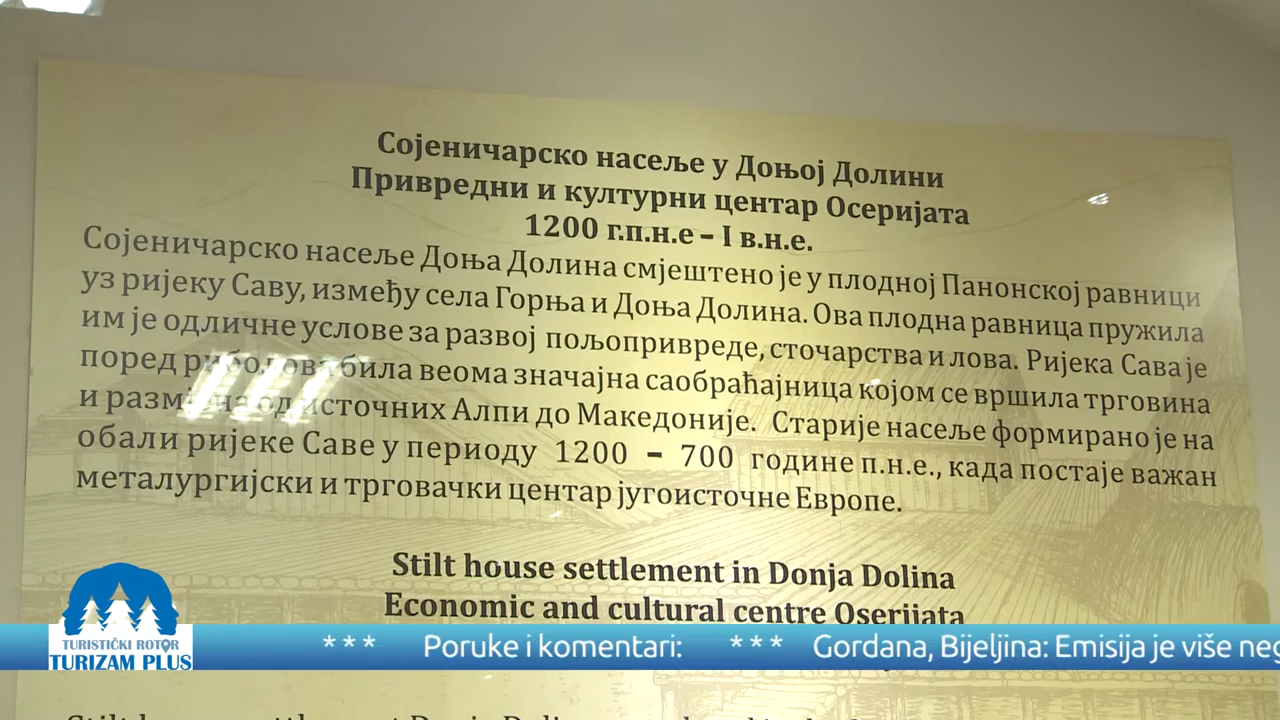 Сојеничарско насеље у Доњој Долини
Привредни и културни центар Осеријата
1200 г.п.н.е – I в.н.е.
Сојеничарско насеље Доња Долина смјештено је у плодној Панонској равници
уз ријеку Саву, између села Горња и Доња Долина. Ова плодна равница пружила
им је одличне услове за развој пољопривреде, сточарства и лова. Ријека Сава је
поред риболова била веома значајна саобраћајница којом се вршила трговина
и размјена од источних Алпи до Македоније. Старије насеље формирано је на
обали ријеке Саве у периоду 1200 – 700 године п.н.е., када постаје важан
металургијски и трговачки центар југоисточне Европе.
Stilt house settlement in Donja Dolina
Economic and cultural centre Oserijata
TURISTIČKI ROTOR
TURIZAM PLUS
*** Poruke i komentari: *** Gordana, Bijeljina: Emisija je više neg